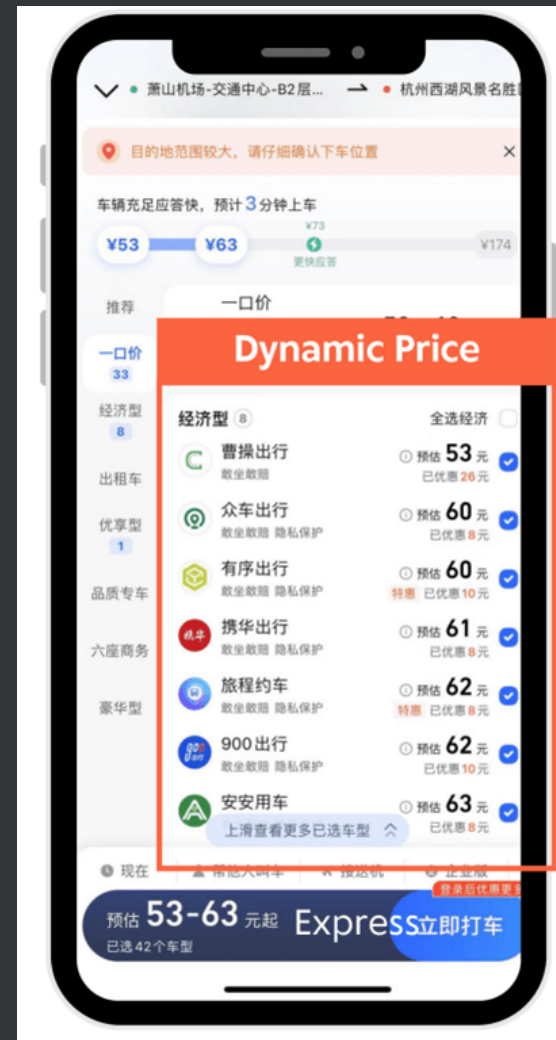 萧山机场-交通中心-B2层... → 杭州西湖风景名胜
目的地范围较大，请仔细确认下车位置 ×
车辆充足应答快，预计3分钟上车
¥73
¥53 ¥63 ¥174
更快应答
推荐
一口价
Dynamic Price
一口价
33
经济型
8
出租车
优享型
1
品质专车
六座商务
豪华型
经济型 8 全选经济
曹操出行 预估 53 元
敢坐敢赔 已优惠26元
众车出行 预估 60 元
敢坐敢赔 隐私保护 已优惠8元
有序出行 预估 60 元
敢坐敢赔 隐私保护 特惠 已优惠10元
携华出行 预估 61 元
敢坐敢赔 隐私保护 已优惠8元
旅程约车 预估 62 元
敢坐敢赔 隐私保护 特惠 已优惠8元
900出行 预估 62 元
敢坐敢赔 隐私保护 已优惠10元
安安用车 预估 63 元
上滑查看更多已选车型 已优惠8元
现在 帮他人叫车 接送机 企业版
登录后优惠更多
预估 53-63 元起 Express 立即打车
已选42个车型